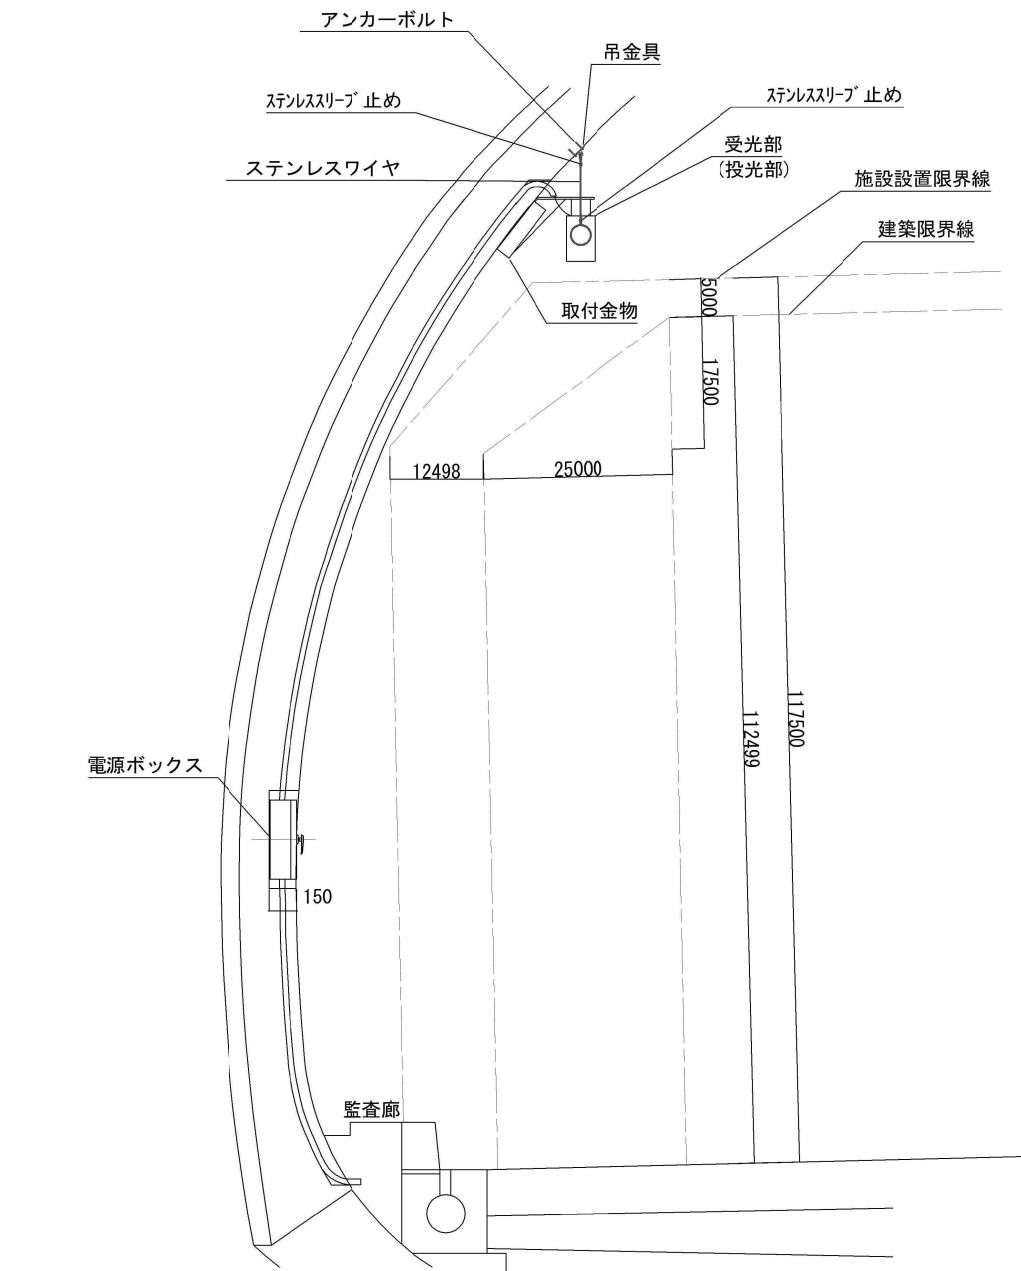 アンカーボルト
吊金具
ｽﾃﾝﾚｽｽﾘｰﾌﾞ止め
ｽﾃﾝﾚｽｽﾘｰﾌﾞ止め
受光部
(投光部)
ステンレスワイヤ
施設設置限界線
建築限界線
取付金物
5000
17500
12498
25000
117500
112499
電源ボックス
150
監査廊